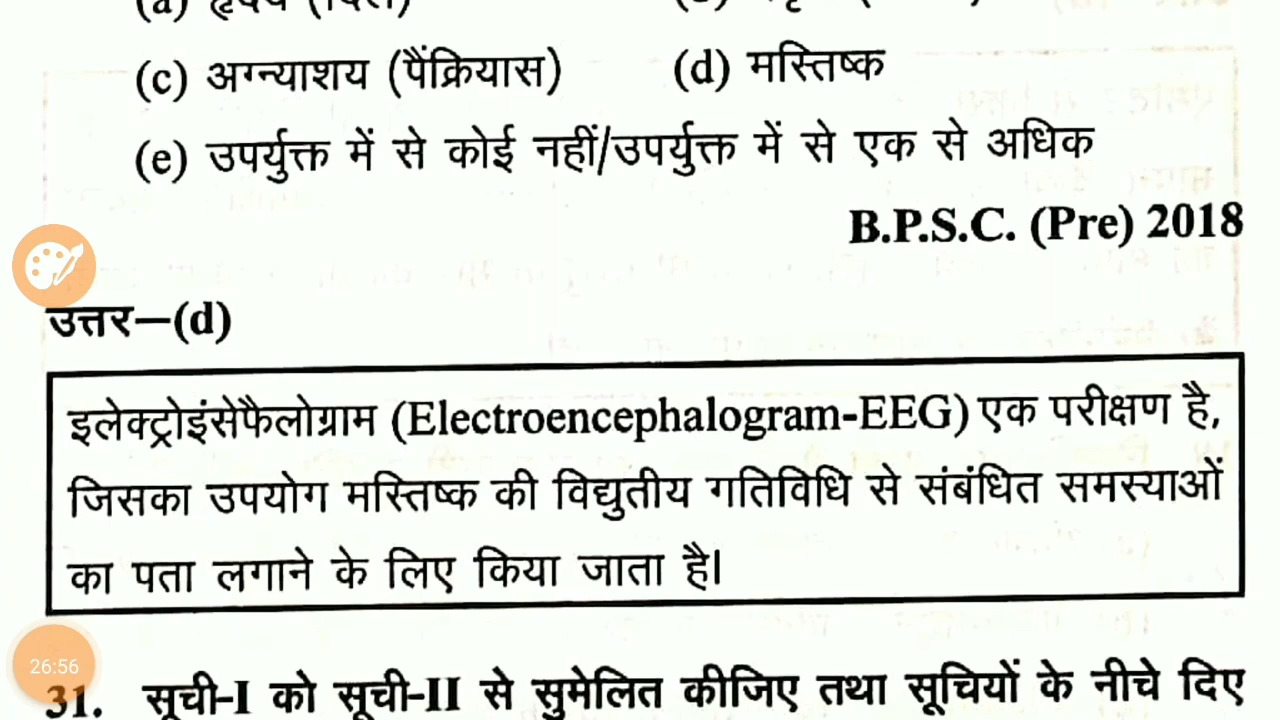 (c) अग्न्याशय (पैंक्रियास) (d) मस्तिष्क
(e) उपर्युक्त में से कोई नहीं/उपर्युक्त में से एक से अधिक
B.P.S.C. (Pre) 2018
उत्तर—(d)
इलेक्ट्रोइंसेफैलोग्राम (Electroencephalogram-EEG) एक परीक्षण है,
जिसका उपयोग मस्तिष्क की विद्युतीय गतिविधि से संबंधित समस्याओं
का पता लगाने के लिए किया जाता है।
26:56
31. सूची-I को सूची-II से सुमेलित कीजिए तथा सूचियों के नीचे दिए